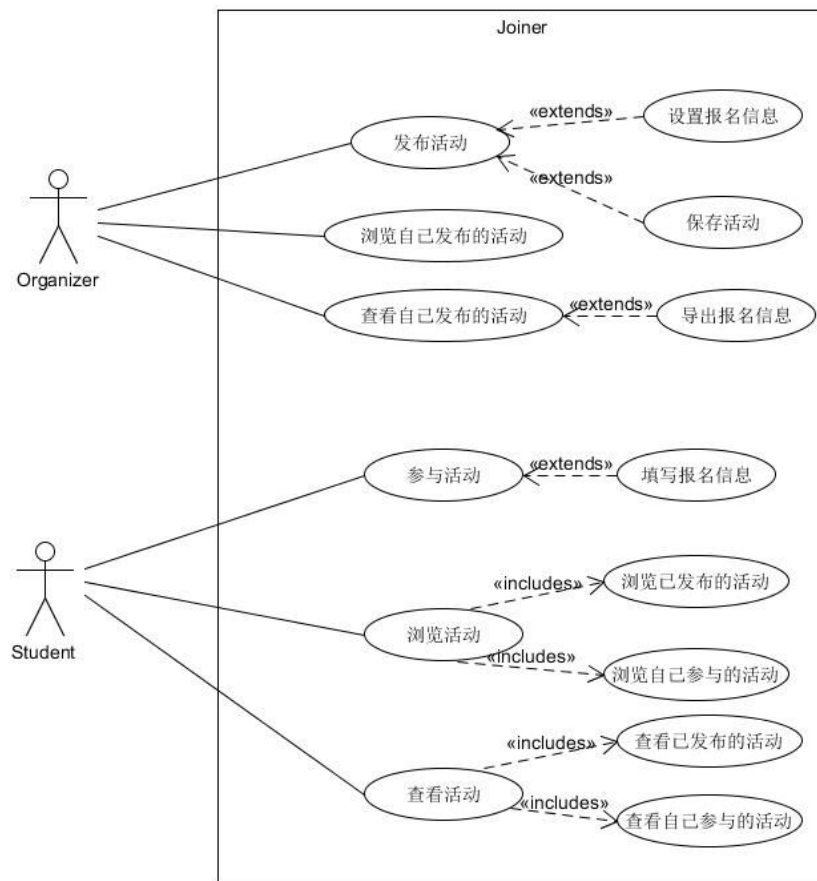 Joiner
«extends»
设置报名信息
发布活动
«extends»
保存活动
浏览自己发布的活动
Organizer
查看自己发布的活动
«extends»
导出报名信息
参与活动
«extends»
填写报名信息
«includes»
浏览已发布的活动
浏览活动
«includes»
浏览自己参与的活动
Student
«includes»
查看已发布的活动
查看活动
«includes»
查看自己参与的活动